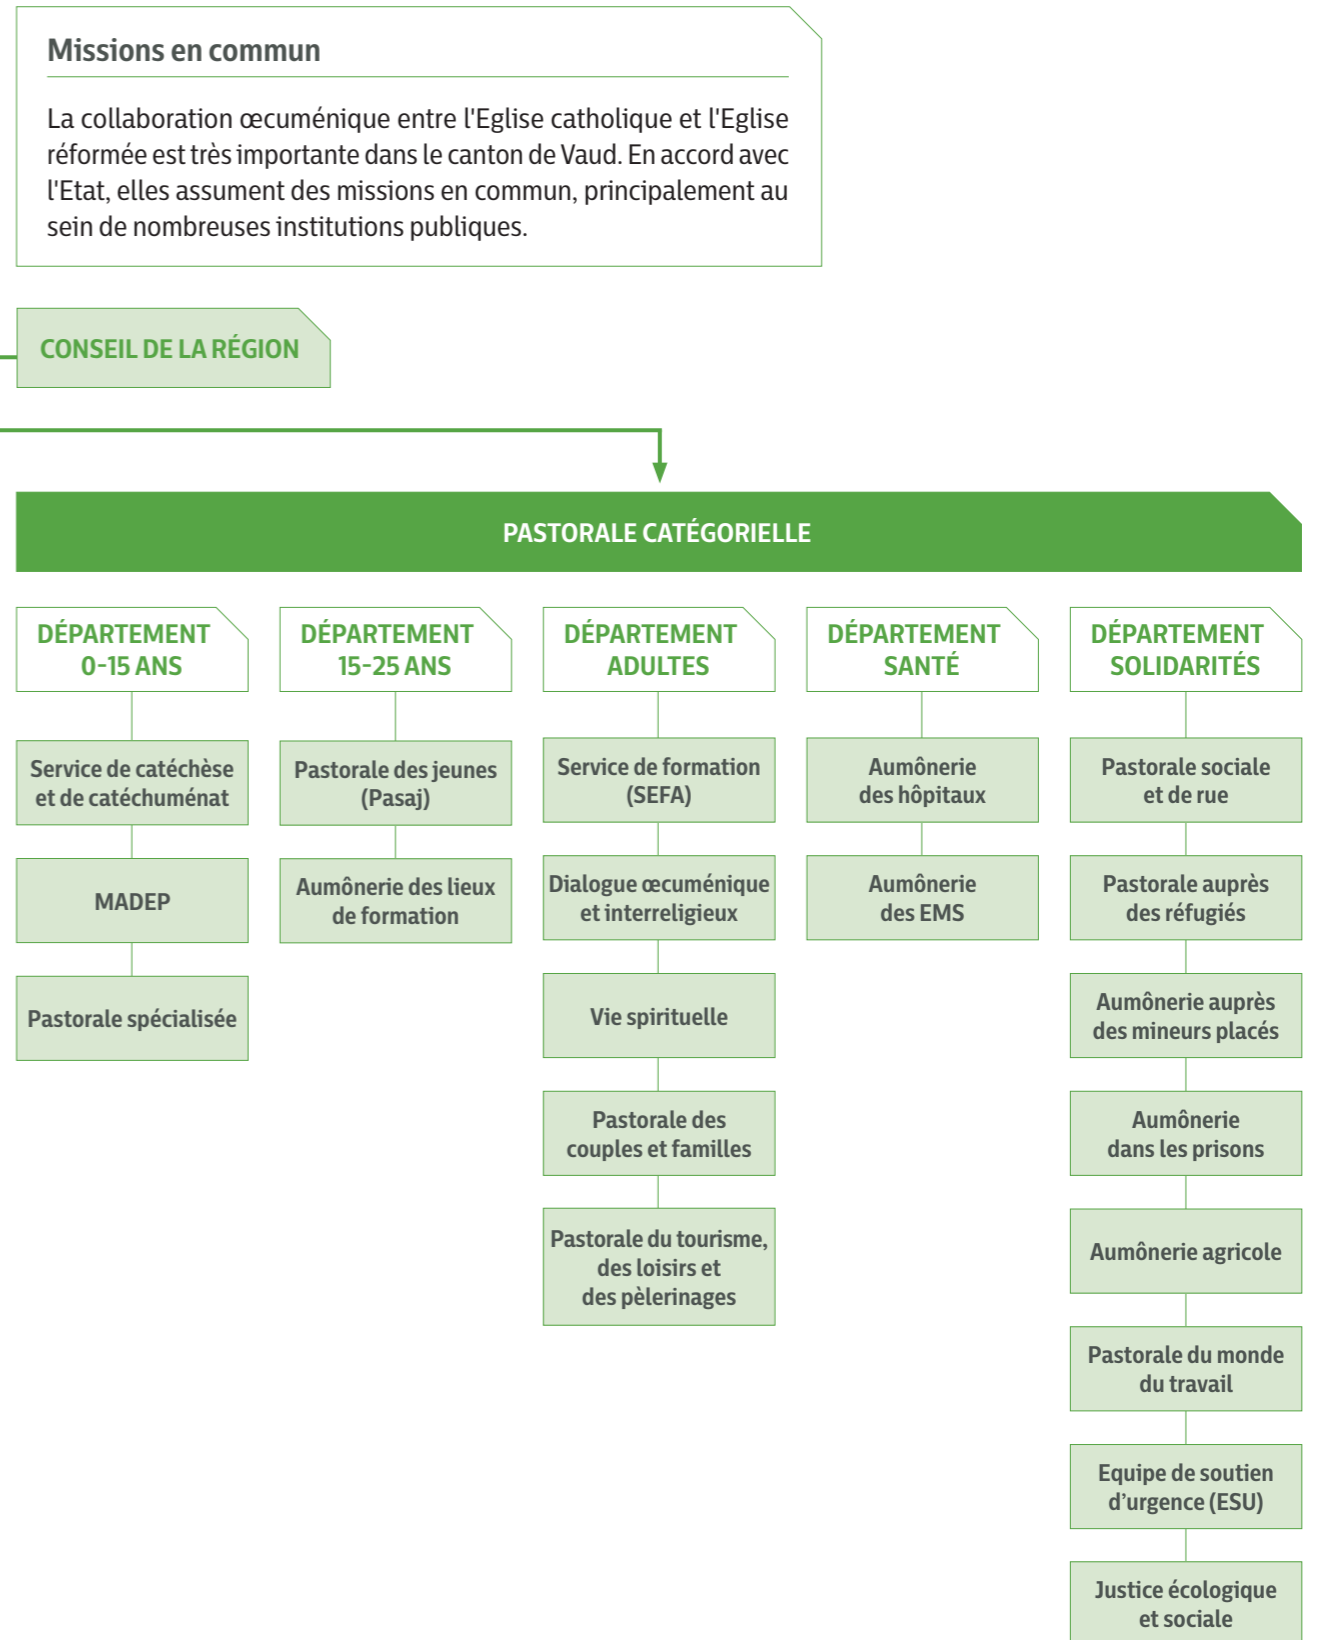 Missions en commun
La collaboration œcuménique entre l'Eglise catholique et l'Eglise
réformée est très importante dans le canton de Vaud. En accord avec
l'Etat, elles assument des missions en commun, principalement au
sein de nombreuses institutions publiques.
CONSEIL DE LA RÉGION
PASTORALE CATÉGORIELLE
DÉPARTEMENT
0-15 ANS
Service de catéchèse
et de catéchuménat
MADEP
Pastorale spécialisée
DÉPARTEMENT
15-25 ANS
Pastorale des jeunes
(Pasaj)
Aumônerie des lieux
de formation
DÉPARTEMENT
ADULTES
Service de formation
(SEFA)
Dialogue œcuménique
et interreligieux
Vie spirituelle
Pastorale des
couples et familles
Pastorale du tourisme,
des loisirs et
des pèlerinages
DÉPARTEMENT
SANTÉ
Aumônerie
des hôpitaux
Aumônerie
des EMS
DÉPARTEMENT
SOLIDARITÉS
Pastorale sociale
et de rue
Pastorale auprès
des réfugiés
Aumônerie auprès
des mineurs placés
Aumônerie
dans les prisons
Aumônerie agricole
Pastorale du monde
du travail
Equipe de soutien
d’urgence (ESU)
Justice écologique
et sociale